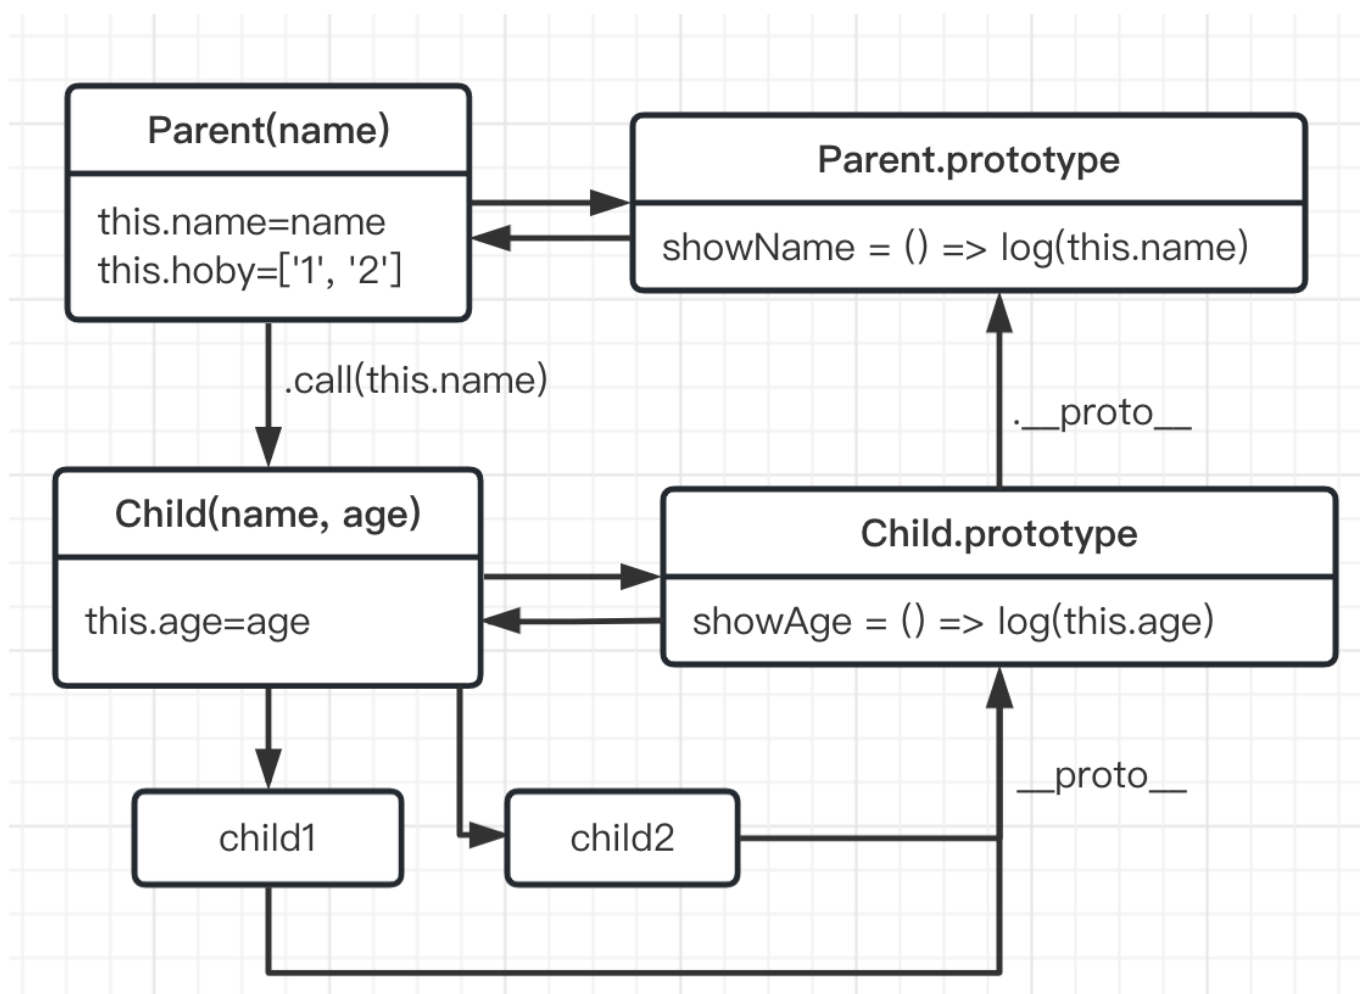 Parent(name)
this.name=name
this.hoby=['1', '2']
Parent.prototype
showName = () => log(this.name)
.call(this.name)
.__proto__
Child(name, age)
this.age=age
Child.prototype
showAge = () => log(this.age)
__proto__
child1
child2